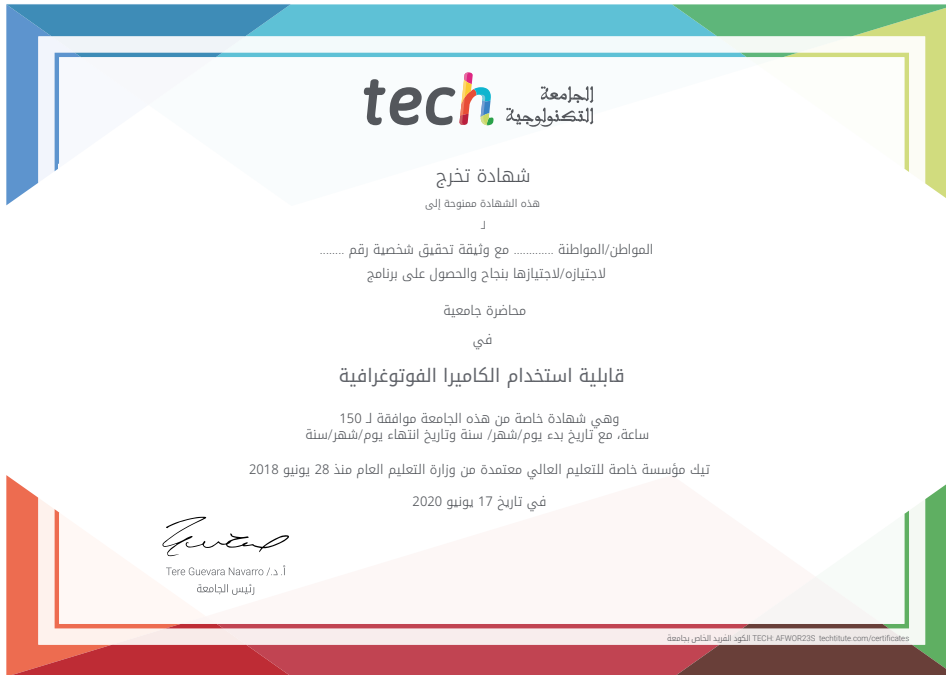 tech الجامعة
التكنولوجية
شهادة تخرج
هذه الشهادة ممنوحة إلى
لـ
المواطن/المواطنة ............ مع وثيقة تحقيق شخصية رقم ........
لاجتيازه/لاجتيازها بنجاح والحصول على برنامج
محاضرة جامعية
في
قابلية استخدام الكاميرا الفوتوغرافية
وهي شهادة خاصة من هذه الجامعة موافقة لـ 150
ساعة، مع تاريخ بدء يوم/شهر/ سنة وتاريخ انتهاء يوم/شهر/سنة
تيك مؤسسة خاصة للتعليم العالي معتمدة من وزارة التعليم العام منذ 28 يونيو 2018
في تاريخ 17 يونيو 2020
أ. د./ Tere Guevara Navarro
رئيس الجامعة
الكود الفريد الخاص بجامعة TECH: AFWOR23S techtitute.com/certificates